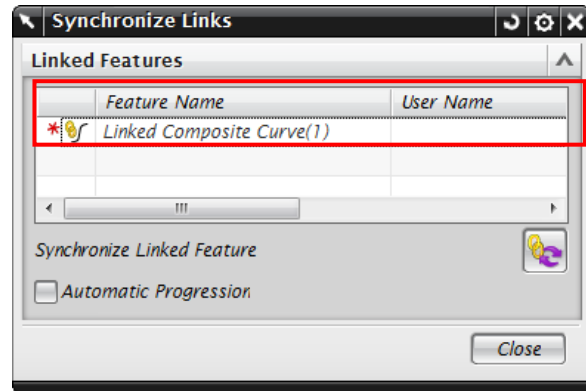 Synchronize Links
Linked Features
Feature Name User Name
* Linked Composite Curve(1)
Synchronize Linked Feature
Automatic Progression
Close